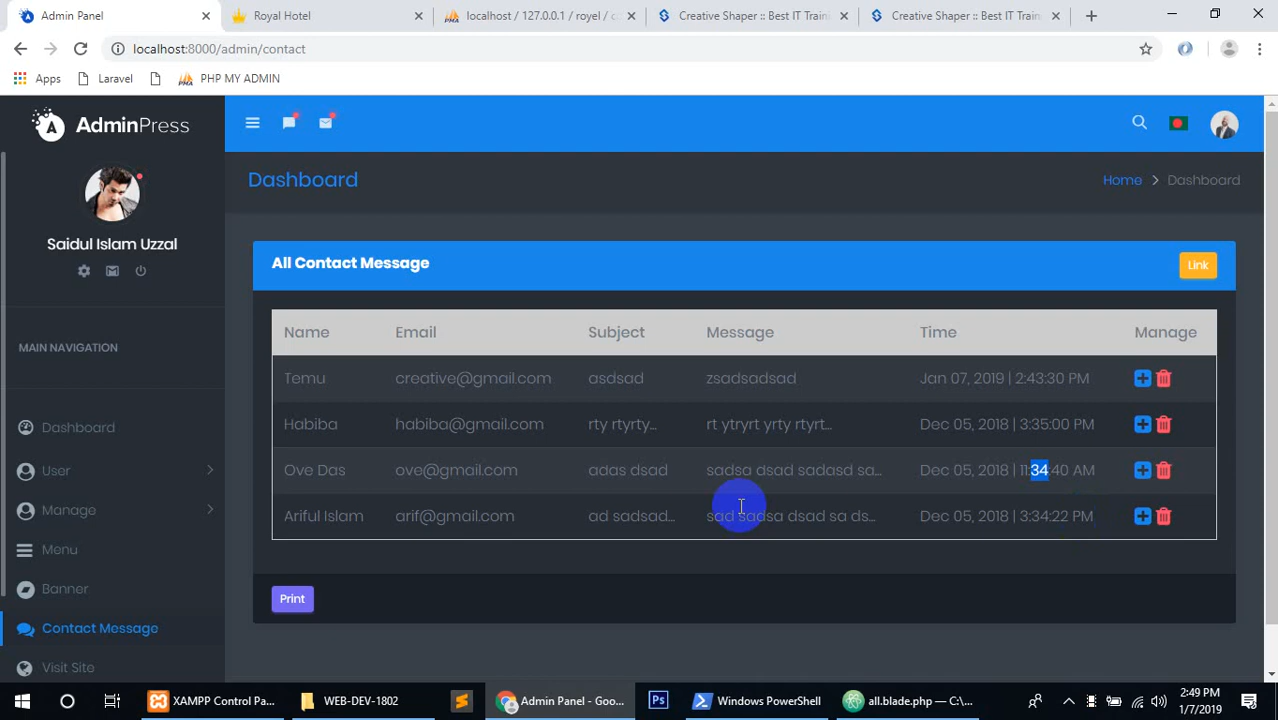 Admin Panel
Royal Hotel
localhost / 127.0.0.1 / royel / c
Creative Shaper :: Best IT Train
Creative Shaper :: Best IT Train
localhost:8000/admin/contact
Apps
Laravel
PHP MY ADMIN
AdminPress
Saidul Islam Uzzal
MAIN NAVIGATION
Dashboard
User
Manage
Menu
Banner
Contact Message
Visit Site
Dashboard
Home > Dashboard
All Contact Message
Link
Name Email Subject Message Time Manage
Temu creative@gmail.com asdsad zsadsadsad Jan 07, 2019 | 2:43:30 PM
Habiba habiba@gmail.com rty rtyrty... rt ytryrt yrty rtyrt... Dec 05, 2018 | 3:35:00 PM
Ove Das ove@gmail.com adas dsad sadsa dsad sadasd sa... Dec 05, 2018 | 11:34:40 AM
Ariful Islam arif@gmail.com ad sadsad... sad sadsa dsad sa ds... Dec 05, 2018 | 3:34:22 PM
Print
XAMPP Control Pa...
WEB-DEV-1802
Admin Panel - Goo...
Ps
Windows PowerShell
all.blade.php — C:\...
2:49 PM
1/7/2019